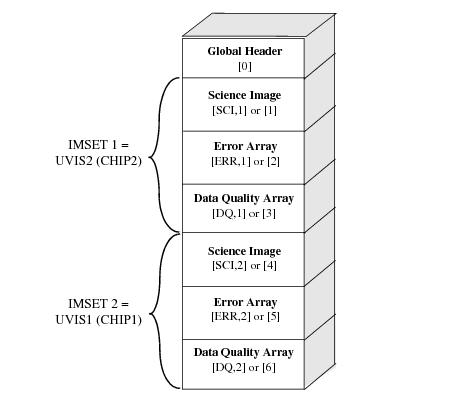 Global Header
[0]
Science Image
[SCI,1] or [1]
IMSET 1 =
UVIS2 (CHIP2)
Error Array
[ERR,1] or [2]
Data Quality Array
[DQ,1] or [3]
Science Image
[SCI,2] or [4]
IMSET 2 =
UVIS1 (CHIP1)
Error Array
[ERR,2] or [5]
Data Quality Array
[DQ,2] or [6]